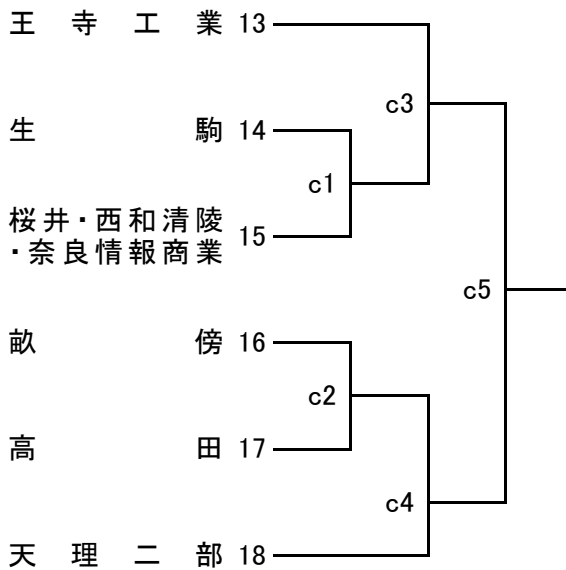 王寺工業 13
c3
生駒 14
c1
桜井・西和清陵
・奈良情報商業 15
c5
畝傍 16
c2
高田 17
c4
天理二部 18